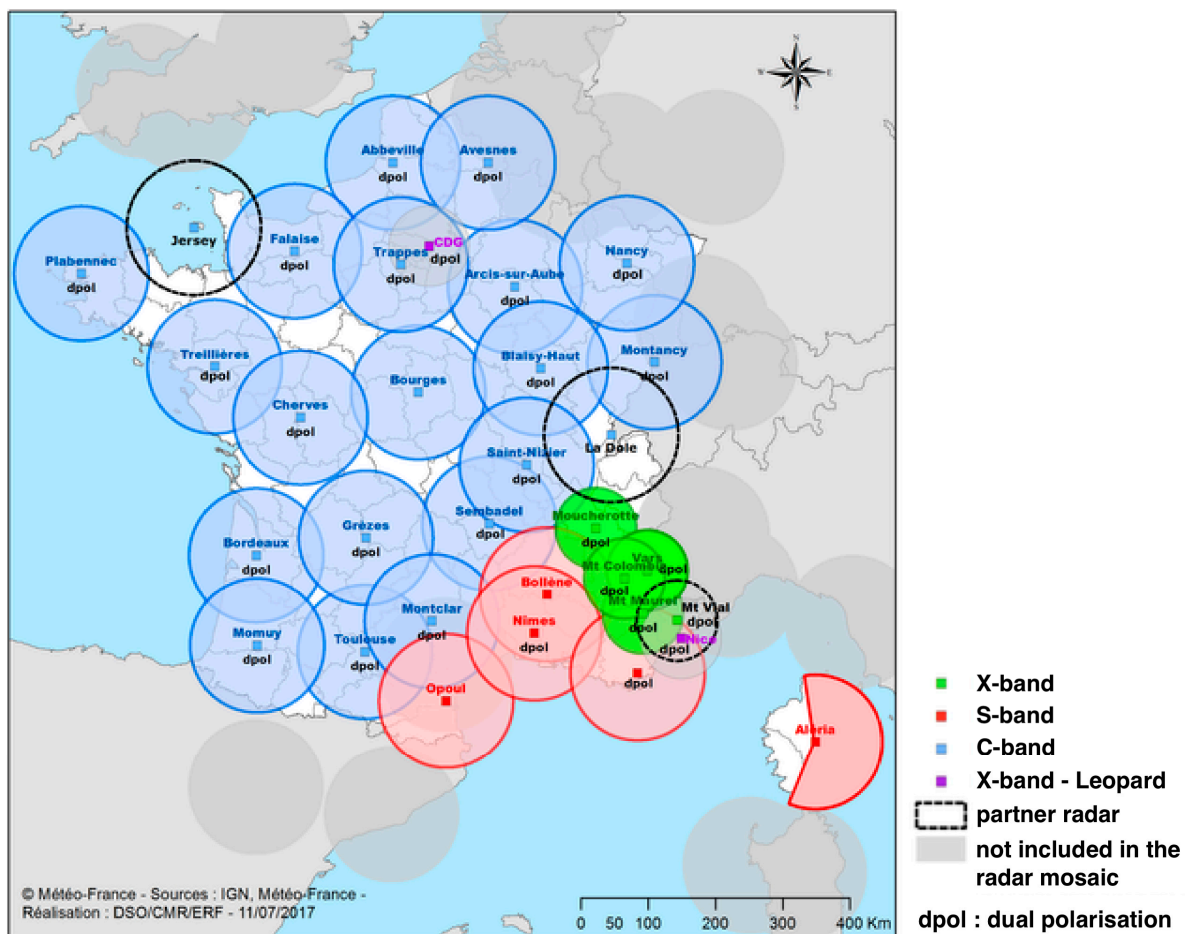 N
W
E
S
Abbeville
dpol
Avesnes
dpol
Jersey
Falaise
dpol
CDG
dpol
Trappes
dpol
Nancy
dpol
Plabennec
dpol
Arcis-sur-Aube
dpol
Treillières
dpol
Blaisy-Haut
dpol
Montancy
dpol
Bourges
dpol
Cherves
dpol
La Dole
Saint-Nizier
dpol
Sembadel
dpol
Moucherotte
dpol
Grèzes
dpol
Bordeaux
dpol
Vars
dpol
Mt Colombi
dpol
Bollène
Mt Maurel
dpol
Mt Vial
dpol
Montclar
dpol
Nîmes
dpol
Momuy
dpol
Toulouse
dpol
Nice
dpol
dpol
Opoul
Aléria
X-band
S-band
C-band
X-band - Leopard
partner radar
not included in the
radar mosaic
dpol : dual polarisation
© Météo-France - Sources : IGN, Météo-France -
Réalisation : DSO/CMR/ERF - 11/07/2017
0 50 100 200 300 400 Km